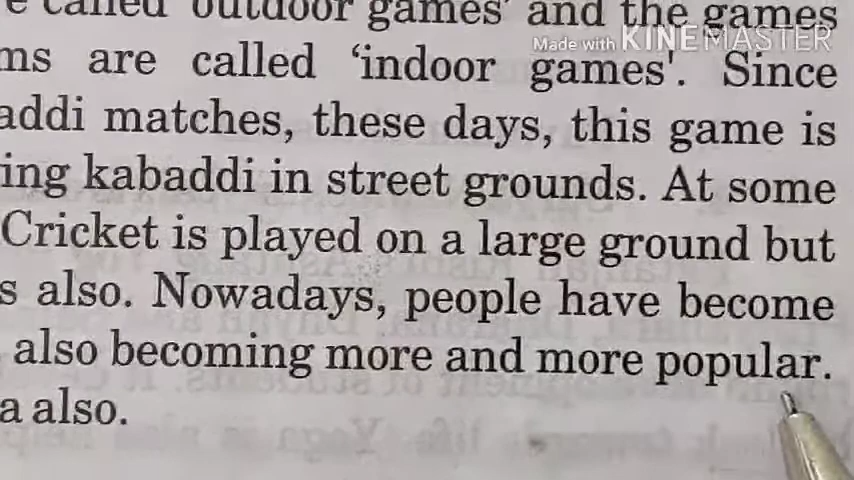 e called 'outdoor games' and the games
Made with KINEMASTER
ms are called ‘indoor games'. Since
addi matches, these days, this game is
ing kabaddi in street grounds. At some
Cricket is played on a large ground but
s also. Nowadays, people have become
also becoming more and more popular.
a also.